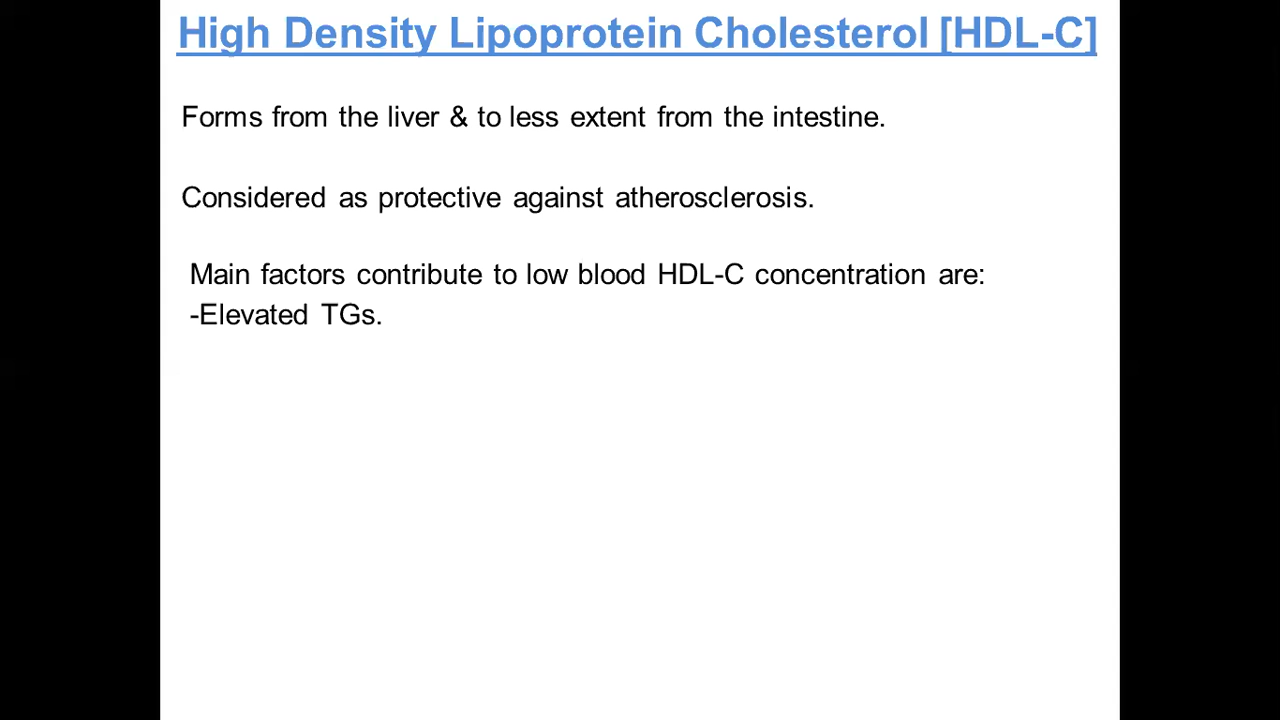 High Density Lipoprotein Cholesterol [HDL-C]
Forms from the liver & to less extent from the intestine.
Considered as protective against atherosclerosis.
Main factors contribute to low blood HDL-C concentration are:
-Elevated TGs.